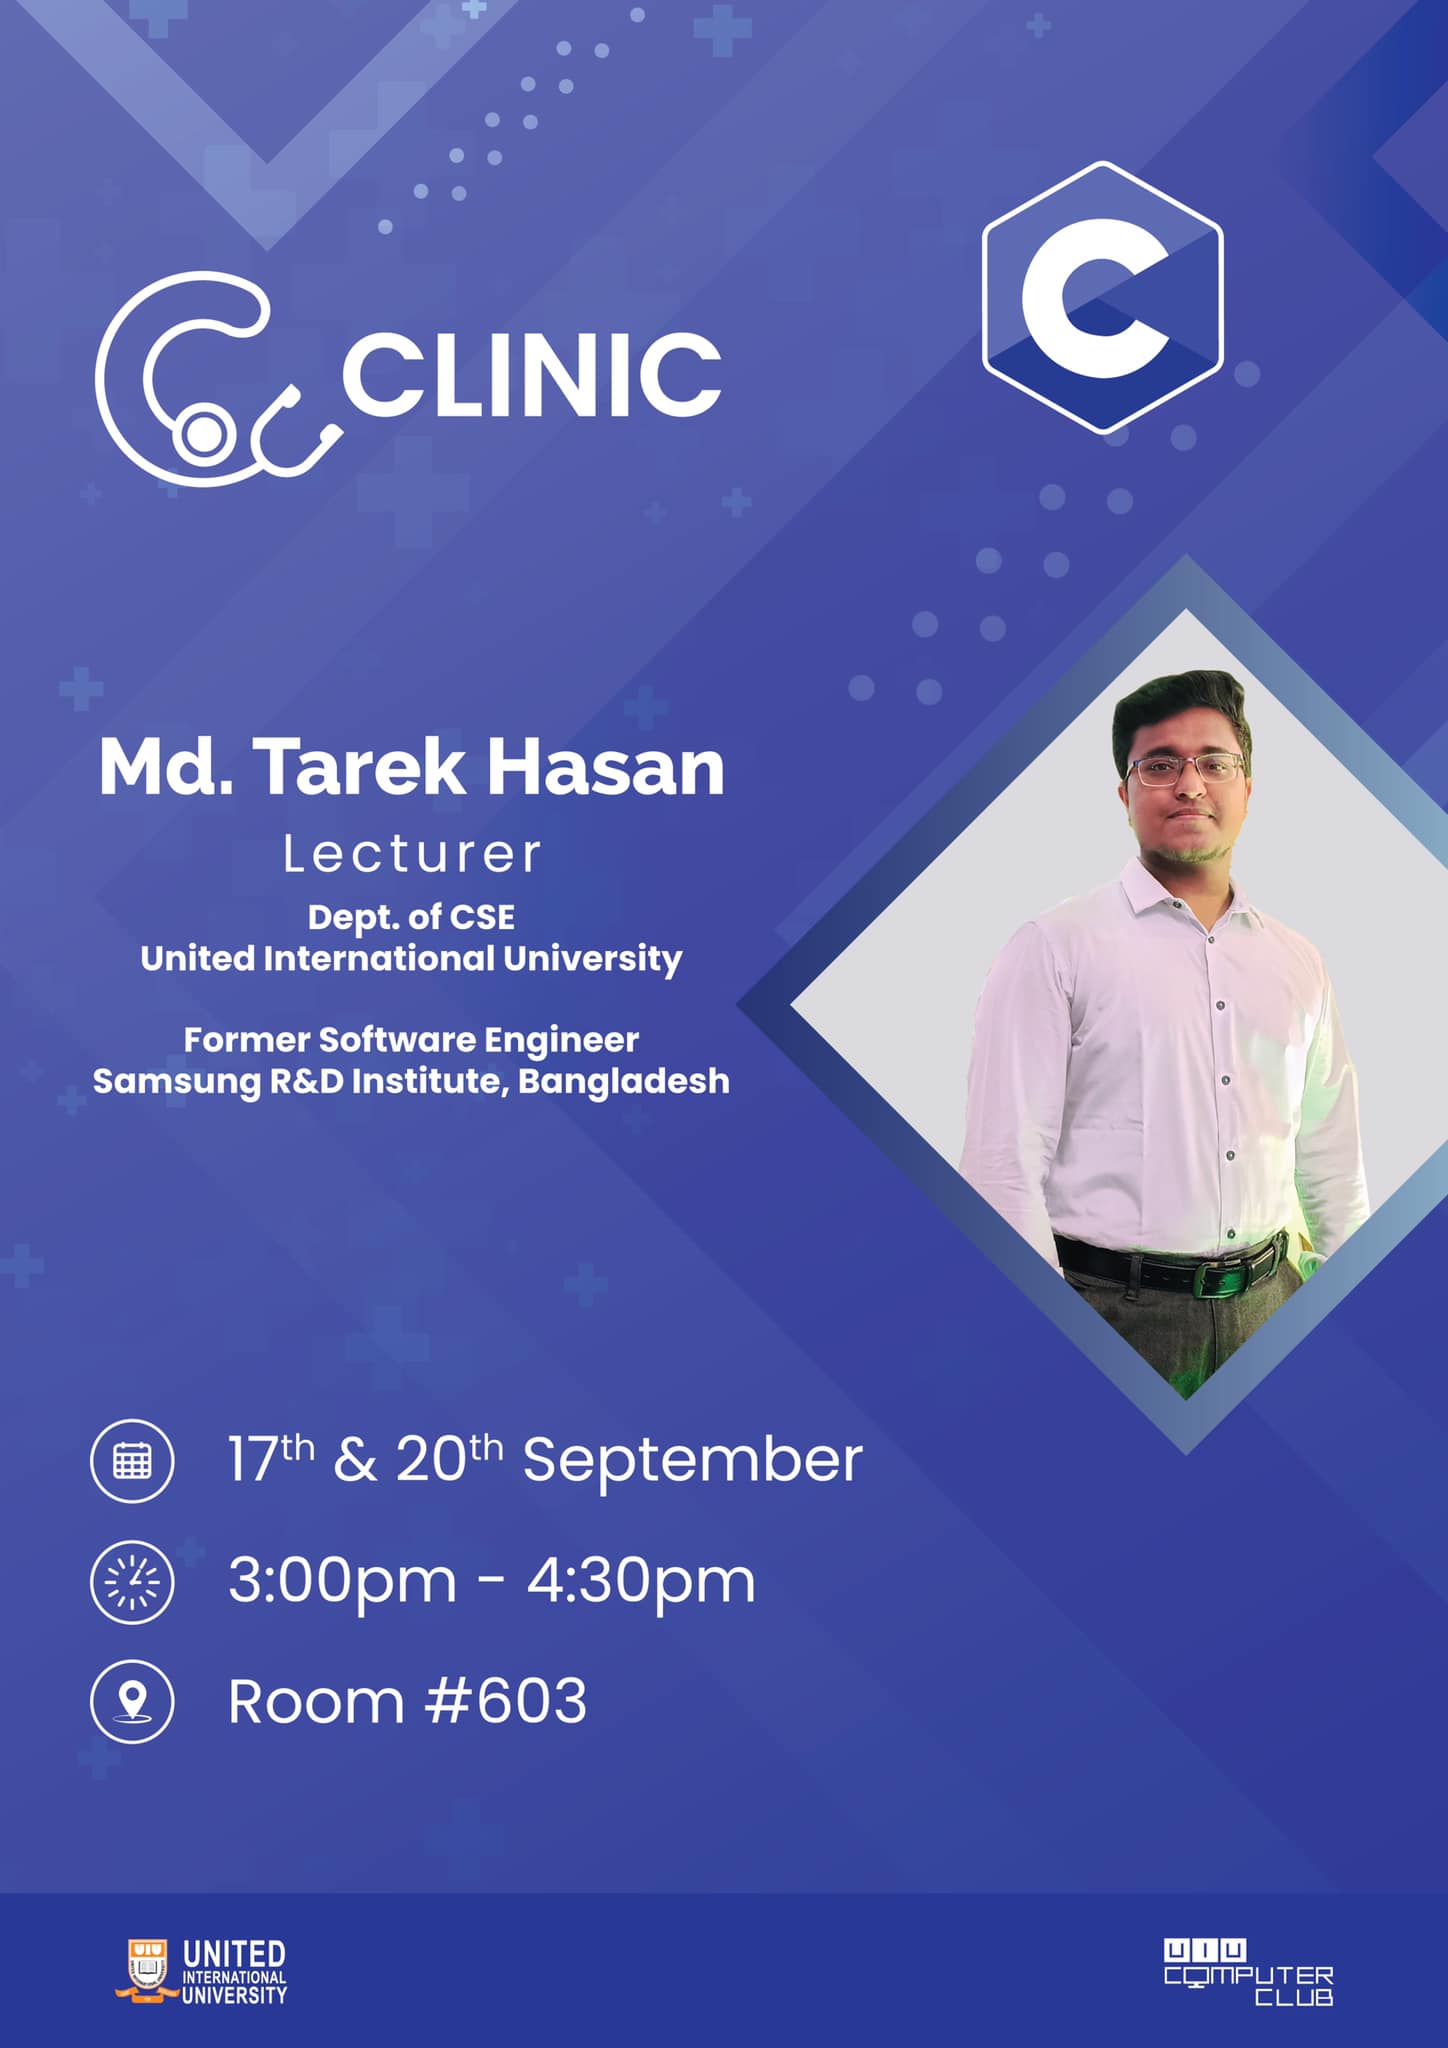 C CLINIC
C
Md. Tarek Hasan
Lecturer
Dept. of CSE
United International University
Former Software Engineer
Samsung R&D Institute, Bangladesh
17th & 20th September
3:00pm - 4:30pm
Room #603
UIU
UNITED
INTERNATIONAL
UNIVERSITY
UIU
COMPUTER
CLUB